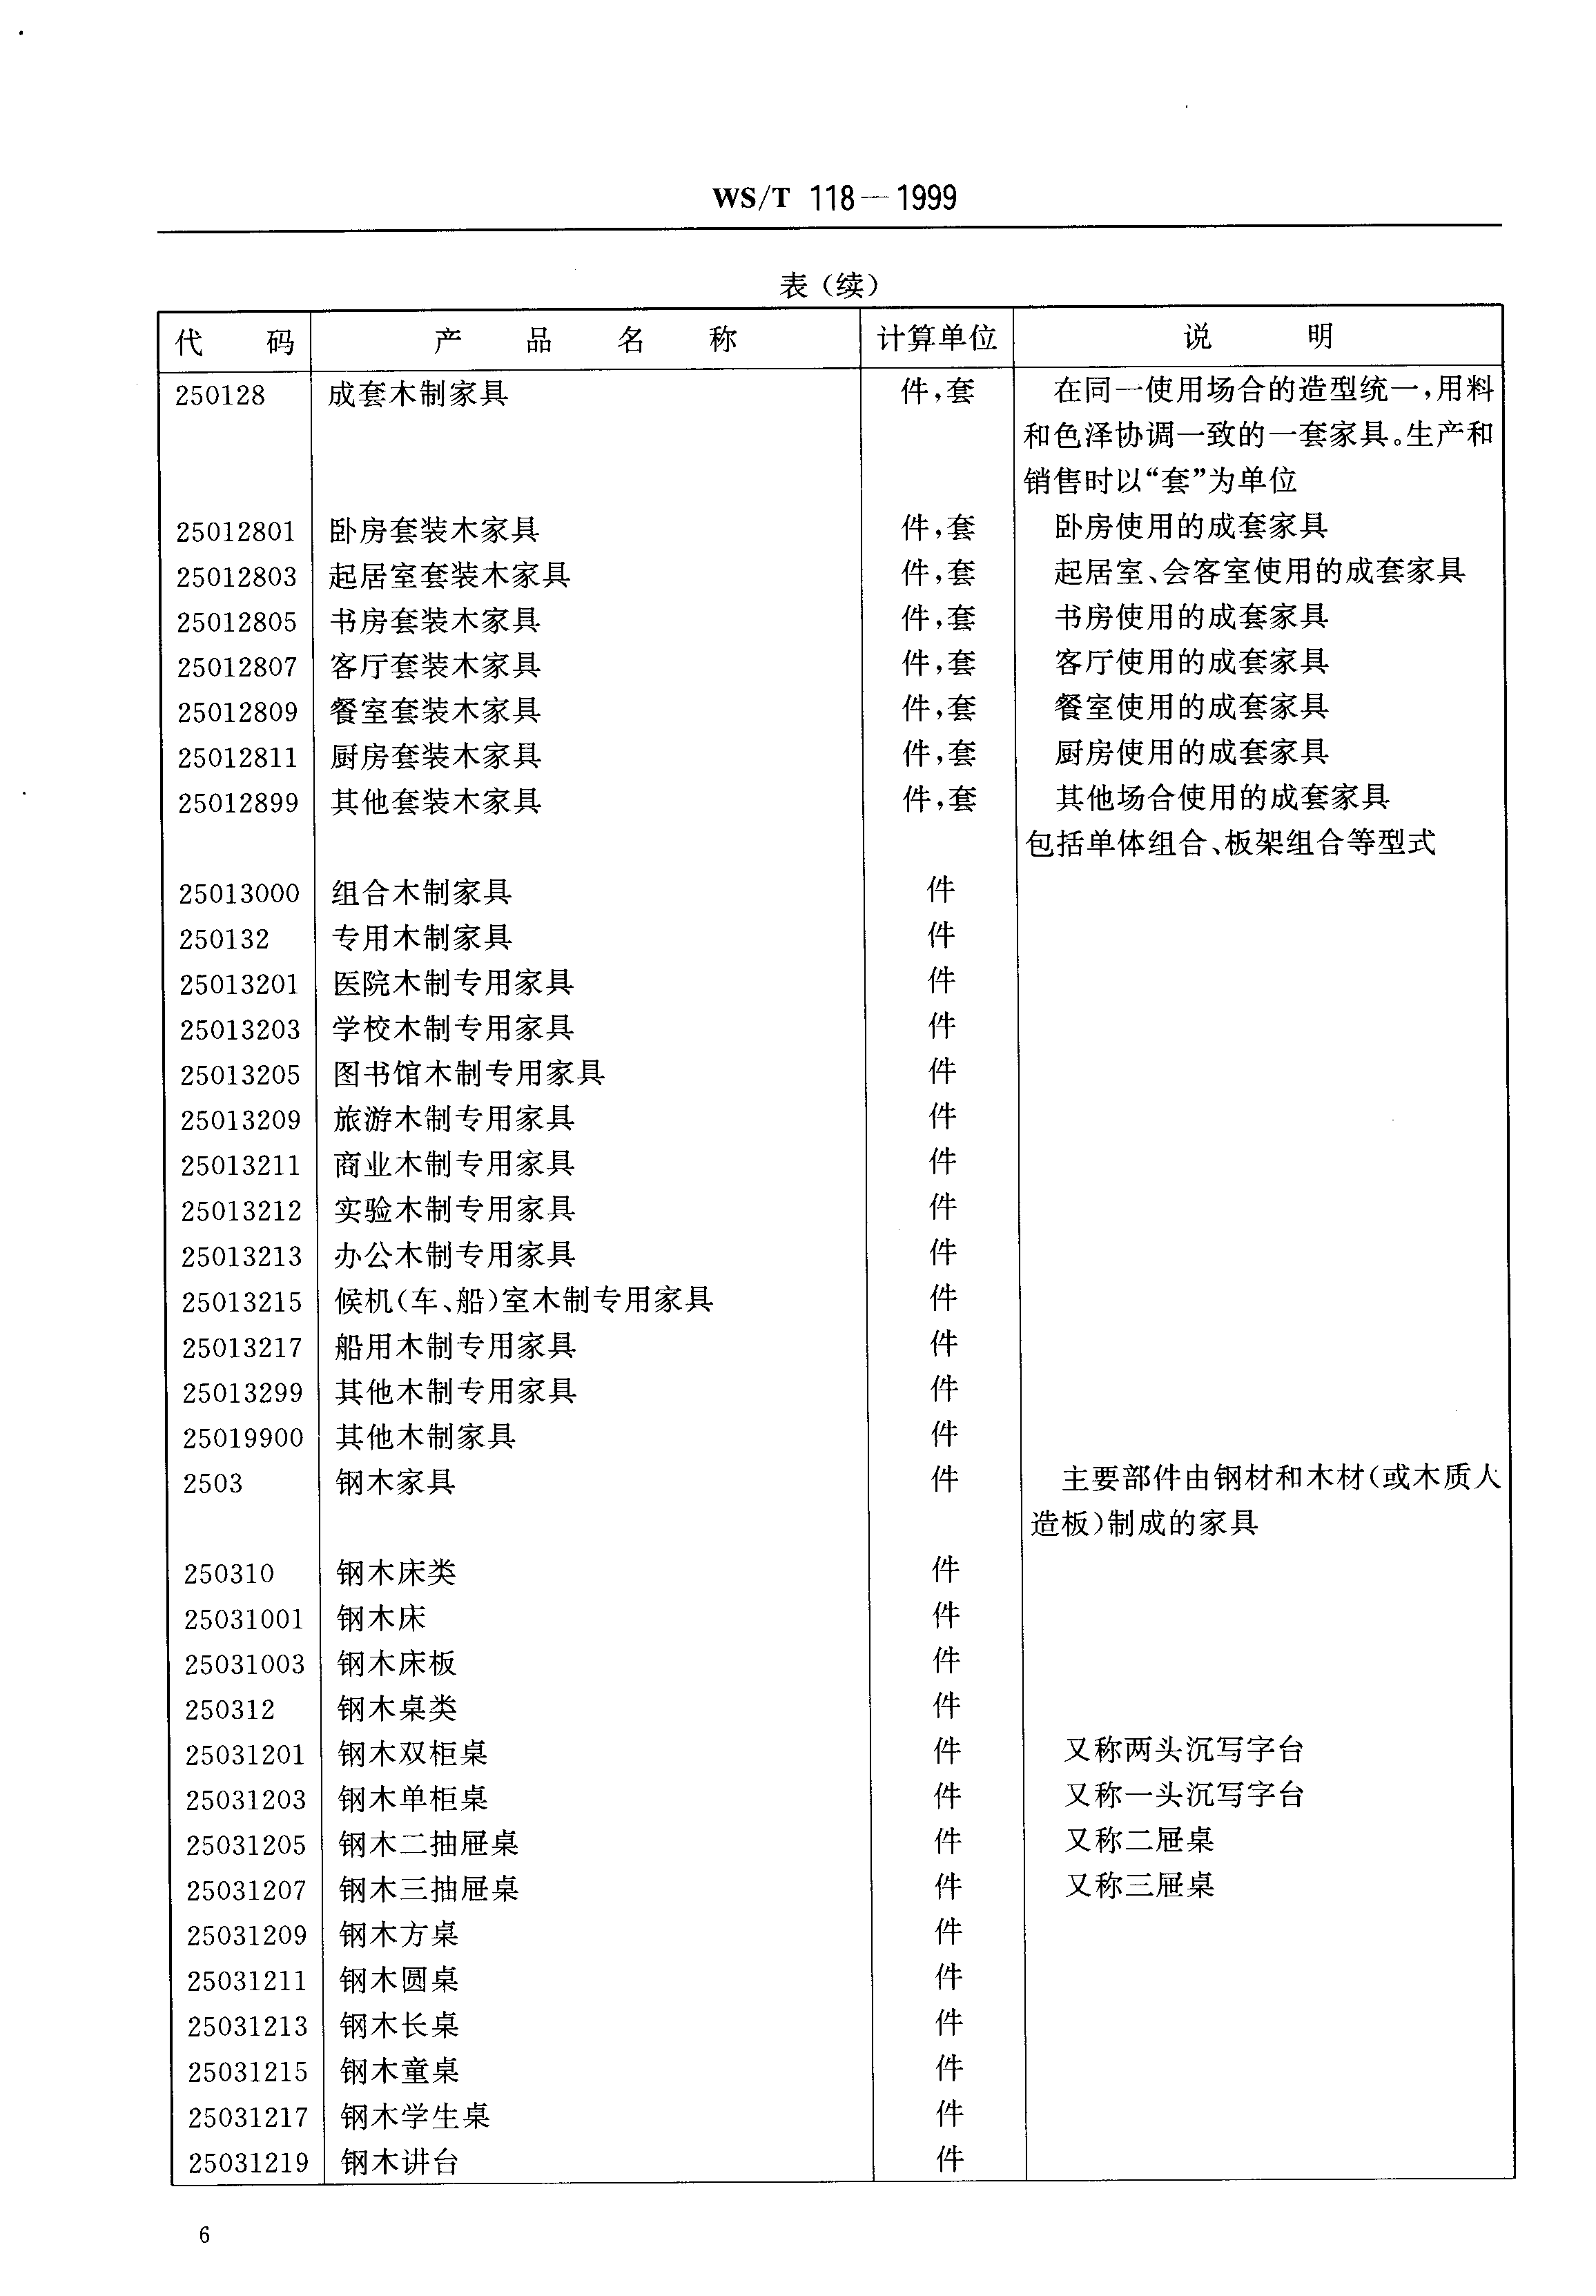 WS/T 118—1999
表（续）
代 码 产 品 名 称 计算单位 说 明
250128 成套木制家具 件,套 在同一使用场合的造型统一,用料
和色泽协调一致的一套家具。生产和
销售时以“套”为单位
25012801 卧房套装木家具 件,套 卧房使用的成套家具
25012803 起居室套装木家具 件,套 起居室、会客室使用的成套家具
25012805 书房套装木家具 件,套 书房使用的成套家具
25012807 客厅套装木家具 件,套 客厅使用的成套家具
25012809 餐室套装木家具 件,套 餐室使用的成套家具
25012811 厨房套装木家具 件,套 厨房使用的成套家具
25012899 其他套装木家具 件,套 其他场合使用的成套家具
包括单体组合、板架组合等型式
25013000 组合木制家具 件
250132 专用木制家具 件
25013201 医院木制专用家具 件
25013203 学校木制专用家具 件
25013205 图书馆木制专用家具 件
25013209 旅游木制专用家具 件
25013211 商业木制专用家具 件
25013212 实验木制专用家具 件
25013213 办公木制专用家具 件
25013215 候机(车、船)室木制专用家具 件
25013217 船用木制专用家具 件
25013299 其他木制专用家具 件
25019900 其他木制家具 件
2503 钢木家具 件 主要部件由钢材和木材(或木质人
造板)制成的家具
250310 钢木床类 件
25031001 钢木床 件
25031003 钢木床板 件
250312 钢木桌类 件
25031201 钢木双柜桌 件 又称两头沉写字台
25031203 钢木单柜桌 件 又称一头沉写字台
25031205 钢木二抽屉桌 件 又称二屉桌
25031207 钢木三抽屉桌 件 又称三屉桌
25031209 钢木方桌 件
25031211 钢木圆桌 件
25031213 钢木长桌 件
25031215 钢木童桌 件
25031217 钢木学生桌 件
25031219 钢木讲台 件
6